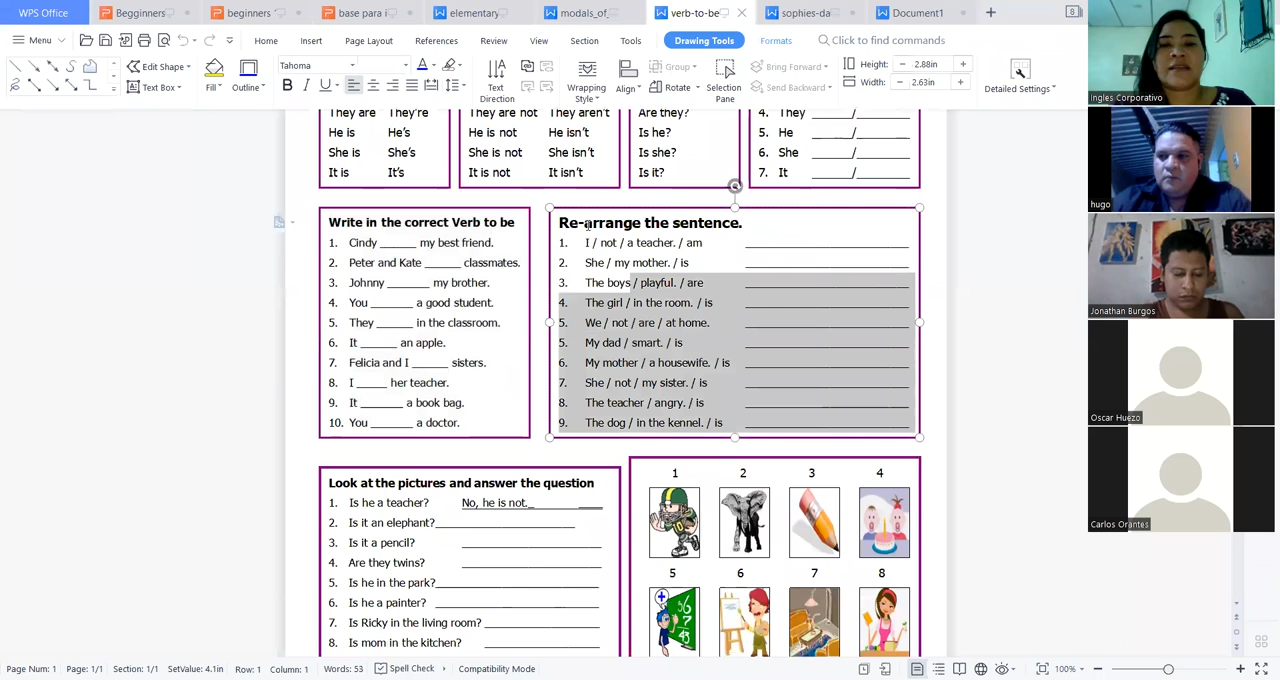 WPS Office
Begginners
beginners
base para i
elementary
modals_of
verb-to-be
sophies-da
Document1
Menu
Home
Insert
Page Layout
References
Review
View
Section
Tools
Drawing Tools
Formats
Click to find commands
Edit Shape
Text Box
Fill
Outline
Tahoma
B I U
Text Direction
Wrapping Style
Align
Group
Rotate
Selection Pane
Bring Forward
Send Backward
Height: 2.88in
Width: 2.63in
Detailed Settings
They are They're
He is He's
She is She's
It is It's
They are not They aren't
He is not He isn't
She is not She isn't
It is not It isn't
Are they?
Is he?
Is she?
Is it?
4. They ______/________
5. He ______/________
6. She ______/________
7. It ______/________
Write in the correct Verb to be
1. Cindy ______ my best friend.
2. Peter and Kate ______ classmates.
3. Johnny _______ my brother.
4. You _______ a good student.
5. They ______ in the classroom.
6. It ______ an apple.
7. Felicia and I ______ sisters.
8. I _____ her teacher.
9. It _______ a book bag.
10. You _______ a doctor.
Re-arrange the sentence.
1. I / not / a teacher. / am
2. She / my mother. / is
3. The boys / playful. / are
4. The girl / in the room. / is
5. We / not / are / at home.
5. My dad / smart. / is
6. My mother / a housewife. / is
7. She / not / my sister. / is
8. The teacher / angry. / is
9. The dog / in the kennel. / is
Look at the pictures and answer the question
1. Is he a teacher? No, he is not.
2. Is it an elephant?
3. Is it a pencil?
4. Are they twins?
5. Is he in the park?
6. Is he a painter?
7. Is Ricky in the living room?
8. Is mom in the kitchen?
1 2 3 4
5 6 7 8
Ingles Corporativo
hugo
Jonathan Burgos
Oscar Huezo
Carlos Orantes
Page Num: 1
Page: 1/1
Section: 1/1
SetValue: 4.1in
Row: 1
Column: 1
Words: 53
Spell Check
Compatibility Mode
100%